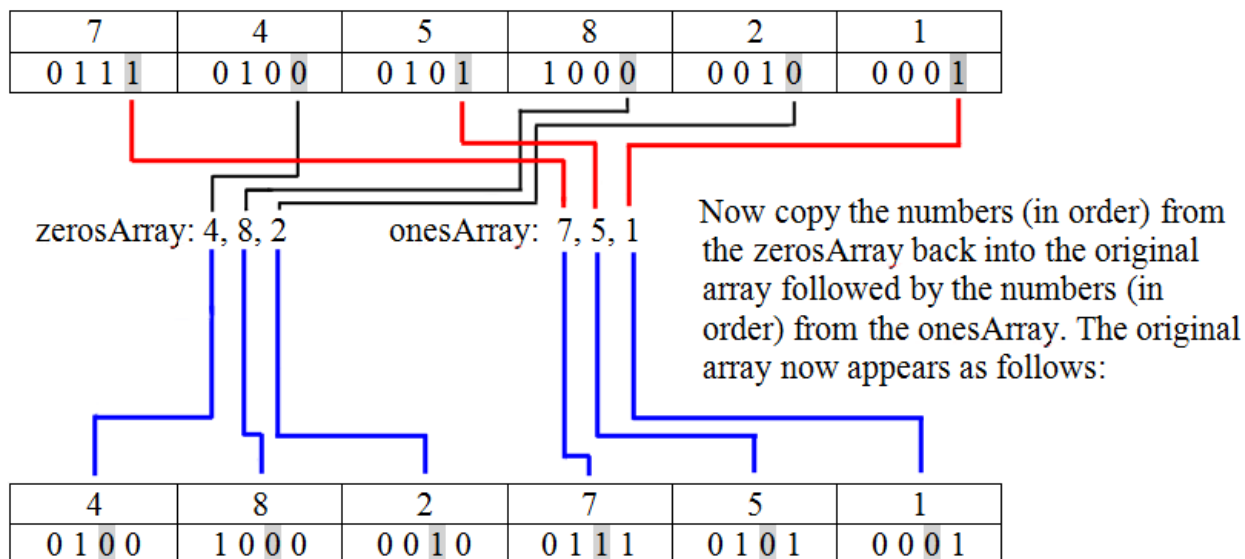 7 4 5 8 2 1
0 1 1 1 0 1 0 0 0 1 0 1 1 0 0 0 0 0 1 0 0 0 0 1
zerosArray: 4, 8, 2 onesArray: 7, 5, 1
Now copy the numbers (in order) from
the zerosArray back into the original
array followed by the numbers (in
order) from the onesArray. The original
array now appears as follows:
4 8 2 7 5 1
0 1 0 0 1 0 0 0 0 0 1 0 0 1 1 1 0 1 0 1 0 0 0 1